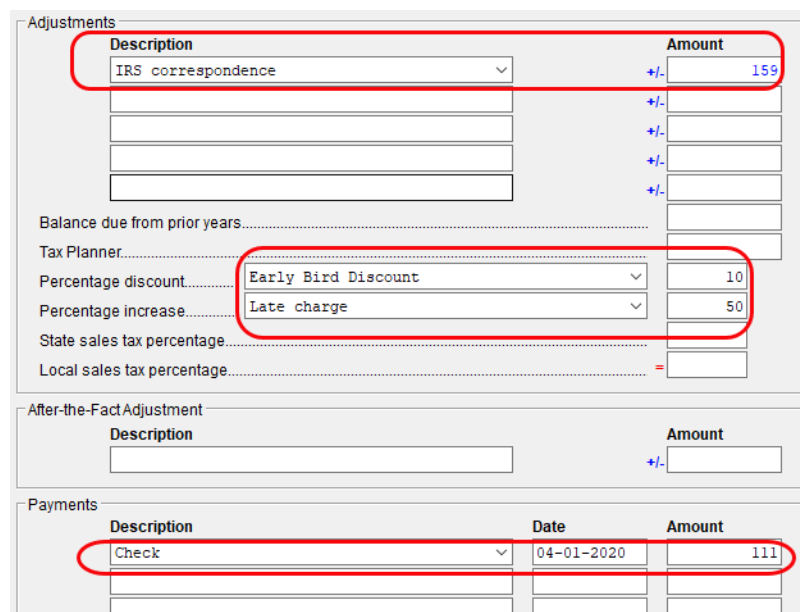 Adjustments
Description Amount
IRS correspondence +/- 159
+/-
+/-
+/-
+/-
Balance due from prior years
Tax Planner
Percentage discount Early Bird Discount 10
Percentage increase Late charge 50
State sales tax percentage
Local sales tax percentage =
After-the-Fact Adjustment
Description Amount
+/-
Payments
Description Date Amount
Check 04-01-2020 111